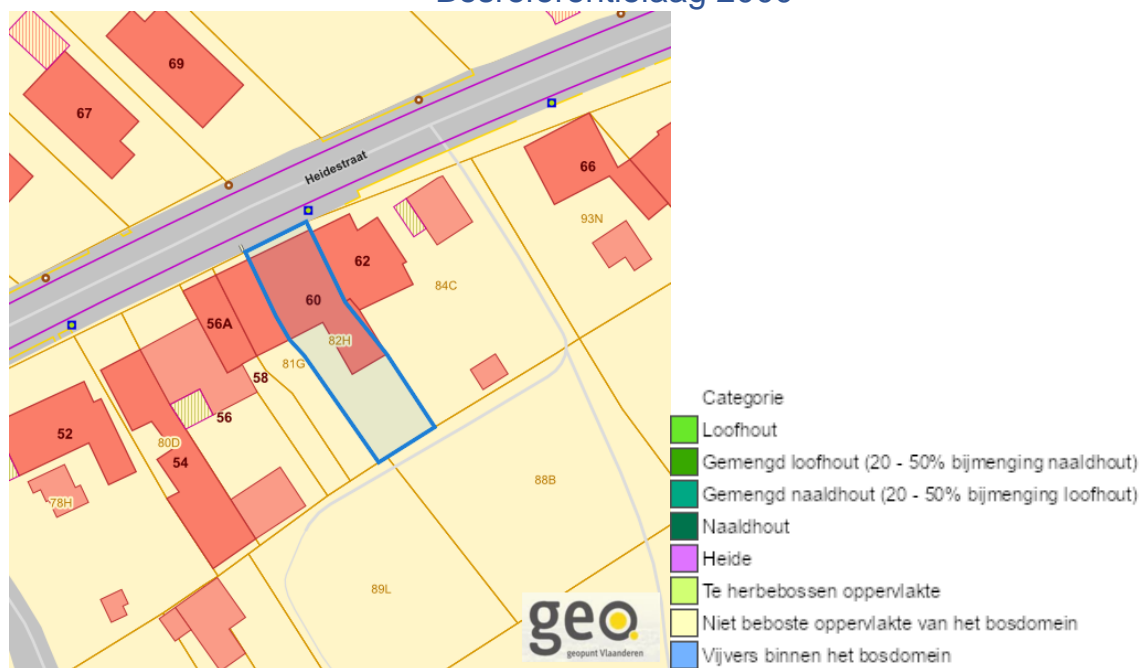 69
67
Heidestraat
66
93N
62
84C
60
82H
56A
81G
58
56
52
80D
54
78H
88B
89L
geo.
geopunt Vlaanderen
Categorie
Loofhout
Gemengd loofhout (20 - 50% bijmenging naaldhout)
Gemengd naaldhout (20 - 50% bijmenging loofhout)
Naaldhout
Heide
Te herbebossen oppervlakte
Niet beboste oppervlakte van het bosdomein
Vijvers binnen het bosdomein